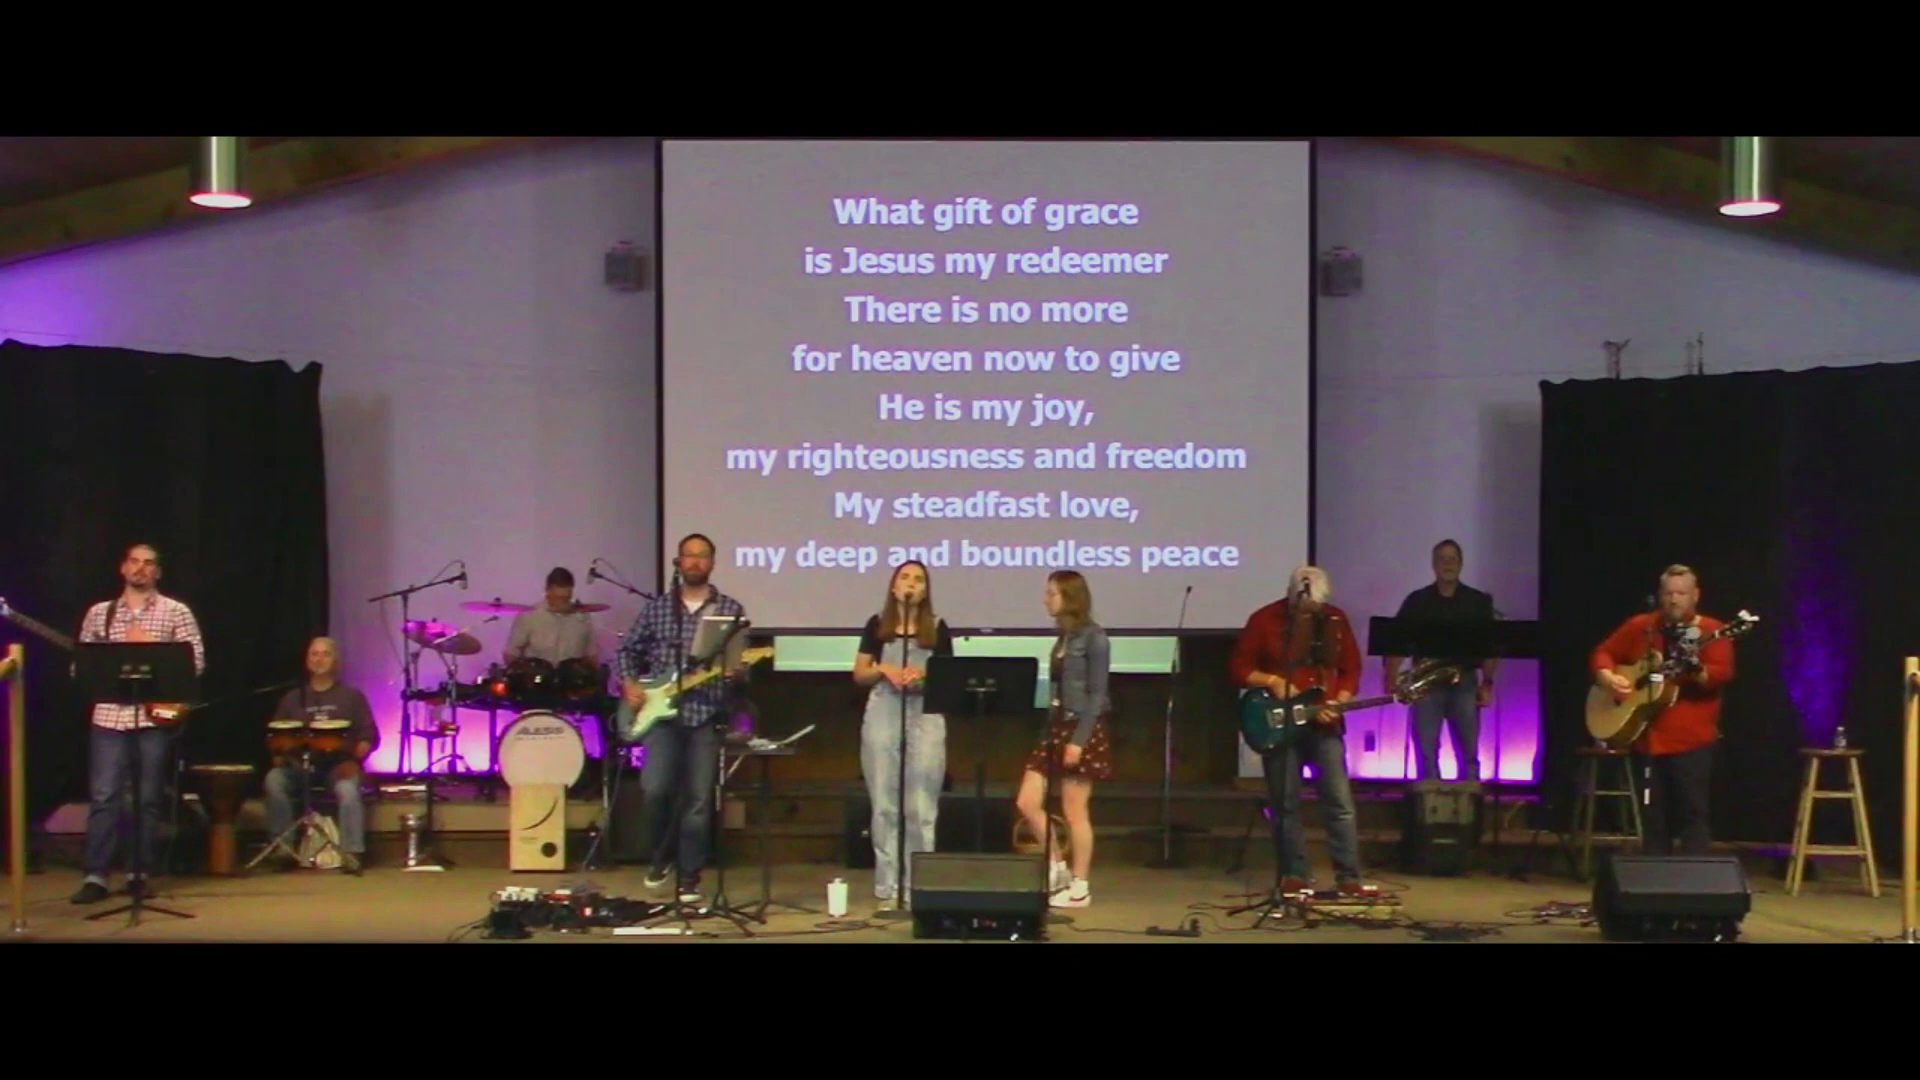 What gift of grace
is Jesus my redeemer
There is no more
for heaven now to give
He is my joy,
my righteousness and freedom
My steadfast love,
my deep and boundless peace
ALESIS